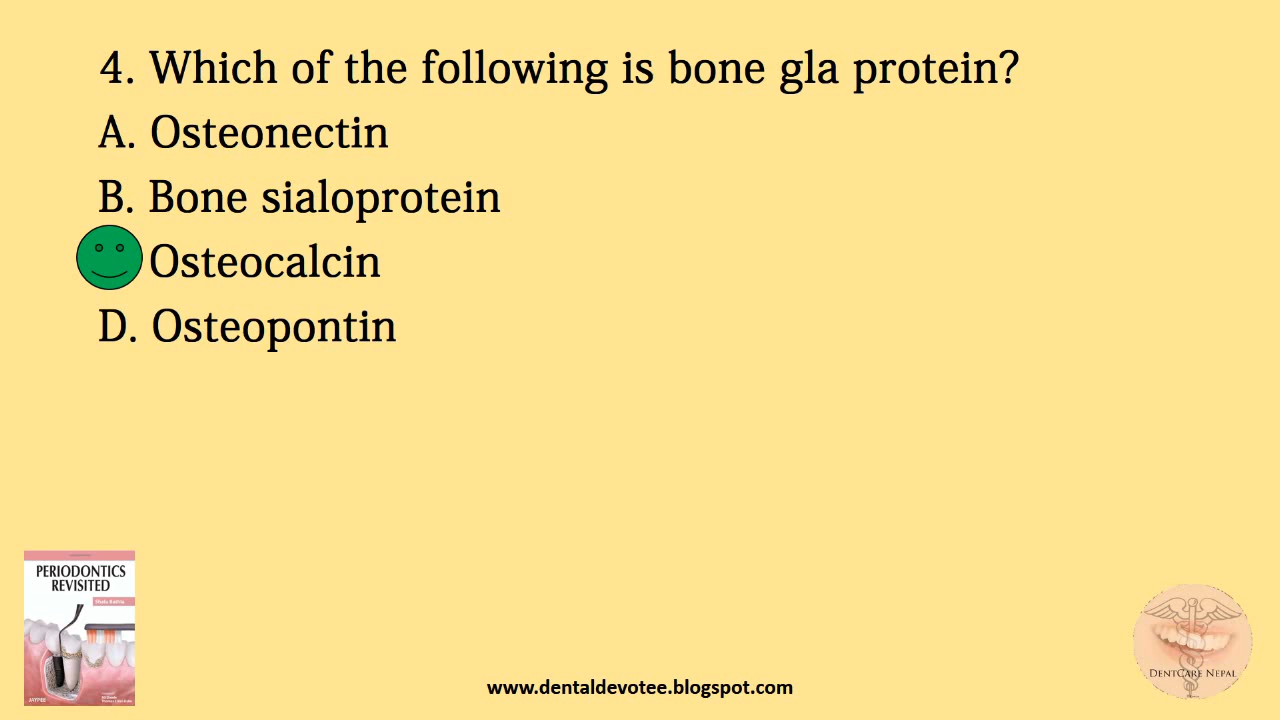 4. Which of the following is bone gla protein?
A. Osteonectin
B. Bone sialoprotein
Osteocalcin
D. Osteopontin
PERIODONTICS
REVISITED
www.dentaldevotee.blogspot.com
DENTCARE NEPAL